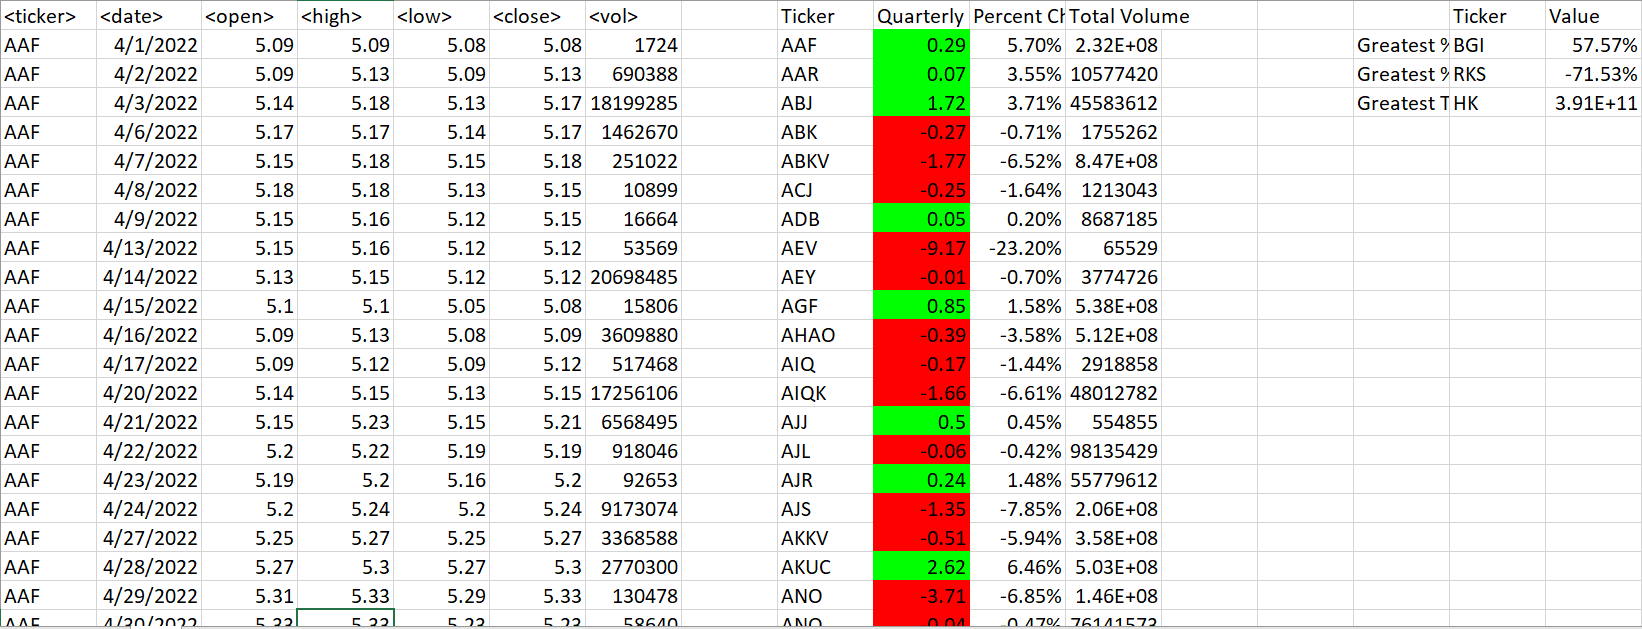 <ticker> <date> <open> <high> <low> <close> <vol> Ticker Quarterly Percent Ch Total Volume Ticker Value
AAF 4/1/2022 5.09 5.09 5.08 5.08 1724 AAF 0.29 5.70% 2.32E+08 Greatest % BGI 57.57%
AAF 4/2/2022 5.09 5.13 5.09 5.13 690388 AAR 0.07 3.55% 10577420 Greatest % RKS -71.53%
AAF 4/3/2022 5.14 5.18 5.13 5.17 18199285 ABJ 1.72 3.71% 45583612 Greatest T HK 3.91E+11
AAF 4/6/2022 5.17 5.17 5.14 5.17 1462670 ABK -0.27 -0.71% 1755262
AAF 4/7/2022 5.15 5.18 5.15 5.18 251022 ABKV -1.77 -6.52% 8.47E+08
AAF 4/8/2022 5.18 5.18 5.13 5.15 10899 ACJ -0.25 -1.64% 1213043
AAF 4/9/2022 5.15 5.16 5.12 5.15 16664 ADB 0.05 0.20% 8687185
AAF 4/13/2022 5.15 5.16 5.12 5.12 53569 AEV -9.17 -23.20% 65529
AAF 4/14/2022 5.13 5.15 5.12 5.12 20698485 AEY -0.01 -0.70% 3774726
AAF 4/15/2022 5.1 5.1 5.05 5.08 15806 AGF 0.85 1.58% 5.38E+08
AAF 4/16/2022 5.09 5.13 5.08 5.09 3609880 AHAO -0.39 -3.58% 5.12E+08
AAF 4/17/2022 5.09 5.12 5.09 5.12 517468 AIQ -0.17 -1.44% 2918858
AAF 4/20/2022 5.14 5.15 5.13 5.15 17256106 AIQK -1.66 -6.61% 48012782
AAF 4/21/2022 5.15 5.23 5.15 5.21 6568495 AJJ 0.5 0.45% 554855
AAF 4/22/2022 5.2 5.22 5.19 5.19 918046 AJL -0.06 -0.42% 98135429
AAF 4/23/2022 5.19 5.2 5.16 5.2 92653 AJR 0.24 1.48% 55779612
AAF 4/24/2022 5.2 5.24 5.2 5.24 9173074 AJS -1.35 -7.85% 2.06E+08
AAF 4/27/2022 5.25 5.27 5.25 5.27 3368588 AKKV -0.51 -5.94% 3.58E+08
AAF 4/28/2022 5.27 5.3 5.27 5.3 2770300 AKUC 2.62 6.46% 5.03E+08
AAF 4/29/2022 5.31 5.33 5.29 5.33 130478 ANO -3.71 -6.85% 1.46E+08
AAF 4/30/2022 5.33 5.33 5.23 5.23 58640 -0.04 -0.47% 76141573